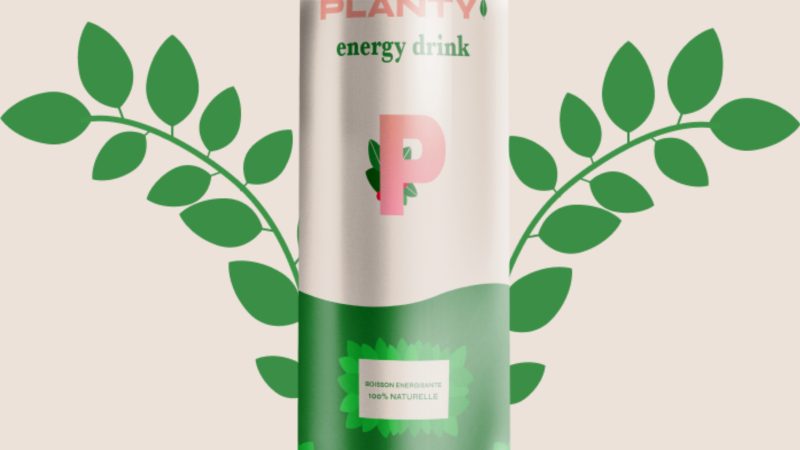 PLANTY
energy drink
P
BOISSON ENERGISANTE
100% NATURELLE